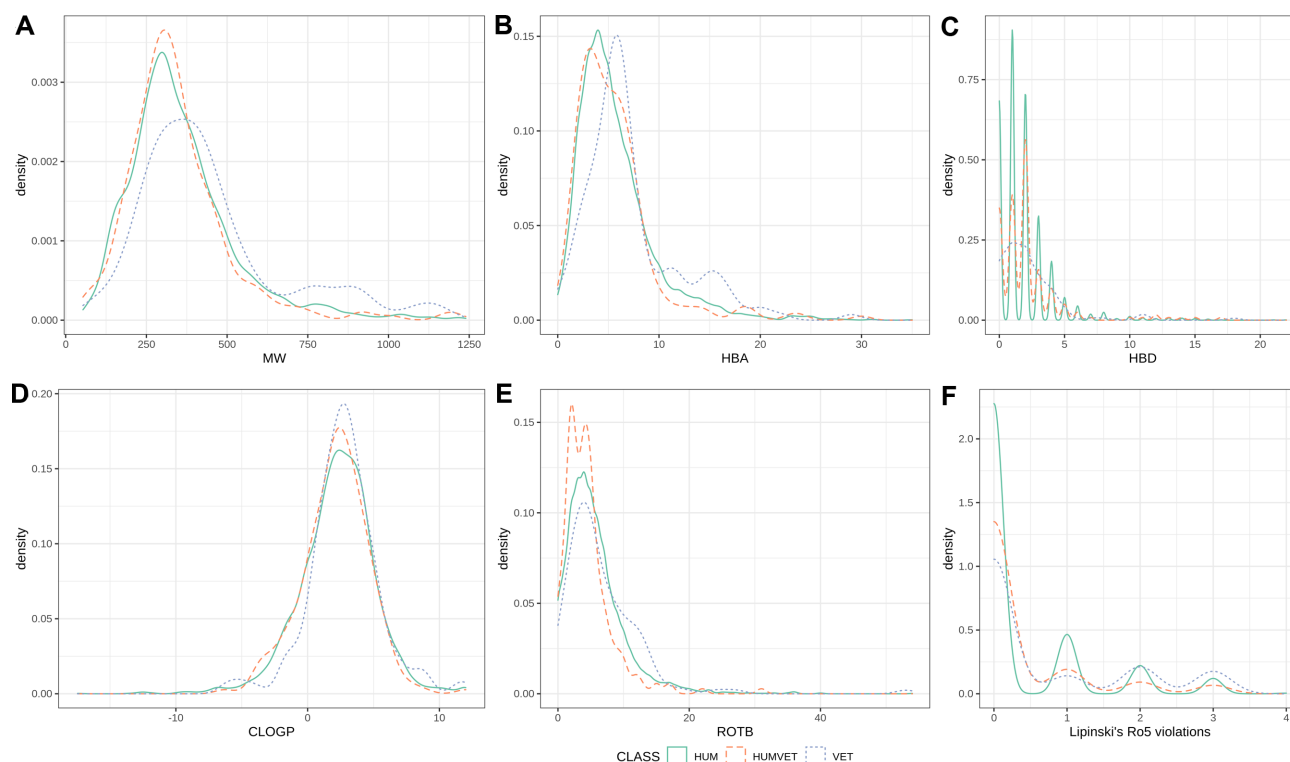 A
density
0.003
0.002
0.001
0.000
0 250 500 750 1000 1250
MW
B
density
0.15
0.10
0.05
0.00
0 10 20 30
HBA
C
density
0.75
0.50
0.25
0.00
0 5 10 15 20
HBD
D
density
0.20
0.15
0.10
0.05
0.00
-10 0 10
CLOGP
E
density
0.15
0.10
0.05
0.00
0 20 40
ROTB
F
density
2.0
1.5
1.0
0.5
0.0
0 1 2 3 4
Lipinski's Ro5 violations
CLASS HUM HUMVET VET